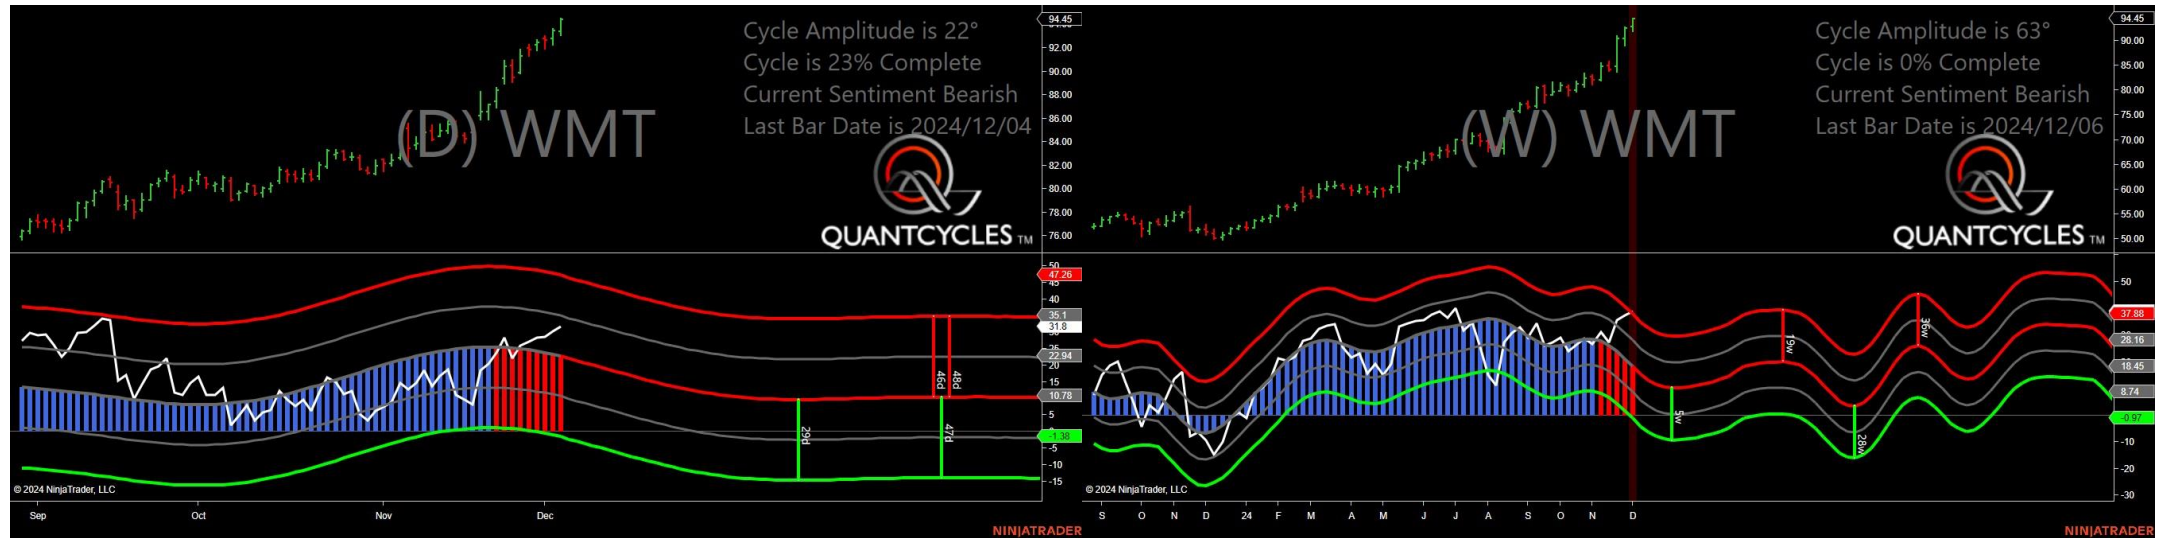 Cycle Amplitude is 22°
Cycle is 23% Complete
Current Sentiment Bearish
Last Bar Date is 2024/12/04
(D) WMT
QUANTCYCLES TM
94.45
92.00
90.00
88.00
86.00
84.00
82.00
80.00
78.00
76.00
50
47.26
45
40
35.1
31.8
25
22.94
20
15
10.78
5
-1.38
-5
-10
-15
29d
46d
48d
47d
© 2024 NinjaTrader, LLC
Sep
Oct
Nov
Dec
NINJATRADER
Cycle Amplitude is 63°
Cycle is 0% Complete
Current Sentiment Bearish
Last Bar Date is 2024/12/06
(W) WMT
QUANTCYCLES TM
94.45
90.00
85.00
80.00
75.00
70.00
65.00
60.00
55.00
50.00
50
37.88
28.16
18.45
8.74
-0.97
-10
-20
-30
5w
19w
28w
36w
© 2024 NinjaTrader, LLC
S
O
N
D
24
F
M
A
M
J
J
A
S
O
N
D
NINJATRADER